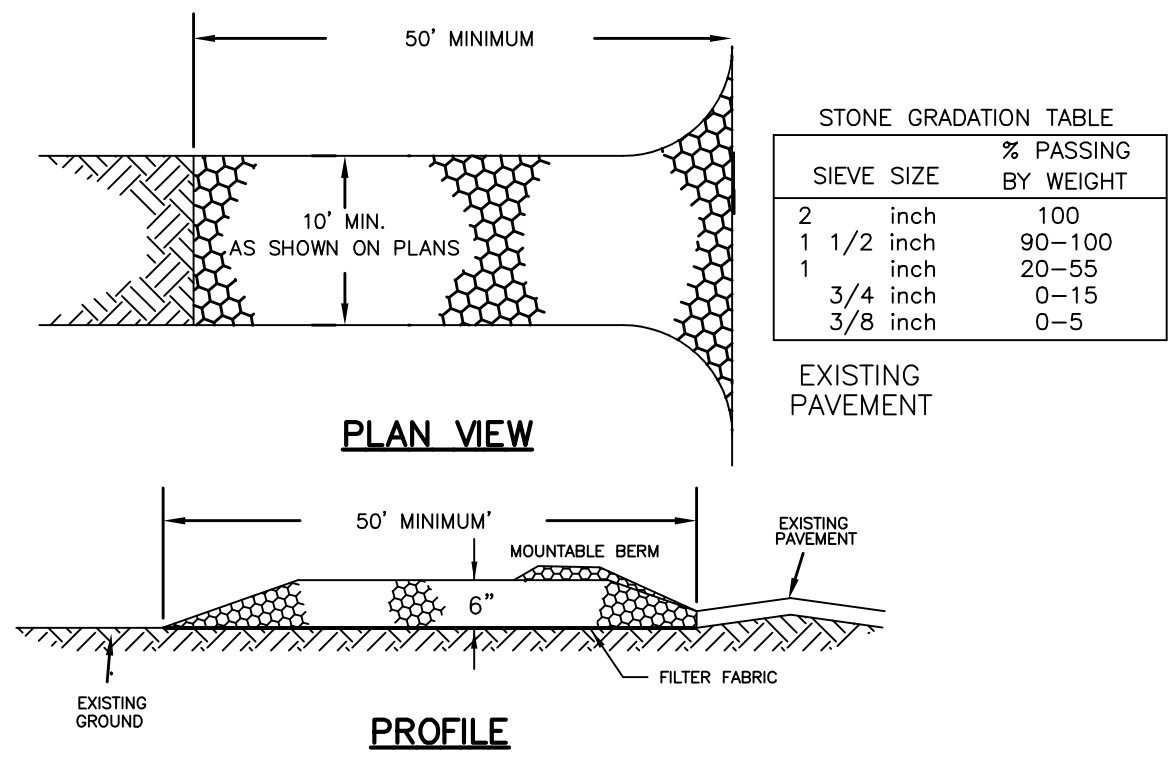 50' MINIMUM
10' MIN.
AS SHOWN ON PLANS
STONE GRADATION TABLE
SIEVE SIZE % PASSING BY WEIGHT
2 inch 100
1 1/2 inch 90-100
1 inch 20-55
3/4 inch 0-15
3/8 inch 0-5
EXISTING
PAVEMENT
PLAN VIEW
50' MINIMUM'
MOUNTABLE BERM
EXISTING
PAVEMENT
6"
FILTER FABRIC
EXISTING
GROUND
PROFILE